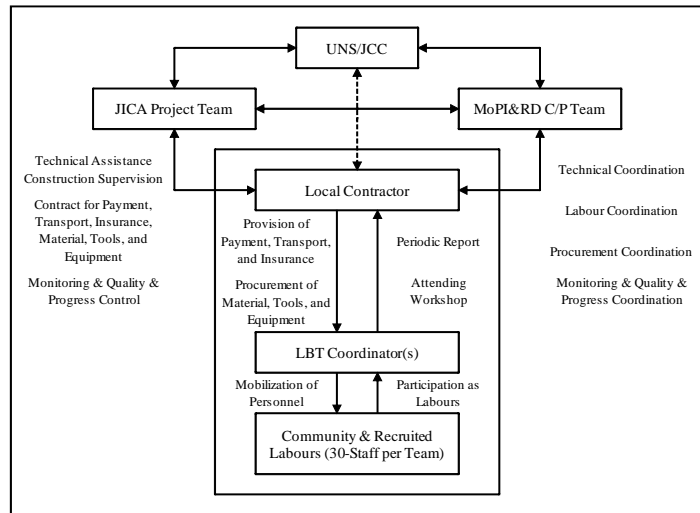 UNS/JCC
JICA Project Team
MoPI&RD C/P Team
Technical Assistance
Construction Supervision
Contract for Payment,
Transport, Insurance,
Material, Tools, and
Equipment
Monitoring & Quality &
Progress Control
Local Contractor
Provision of
Payment, Transport,
and Insurance
Procurement of
Material, Tools, and
Equipment
Periodic Report
Attending
Workshop
LBT Coordinator(s)
Mobilization of
Personnel
Participation as
Labours
Community & Recruited
Labours (30-Staff per Team)
Technical Coordination
Labour Coordination
Procurement Coordination
Monitoring & Quality &
Progress Coordination